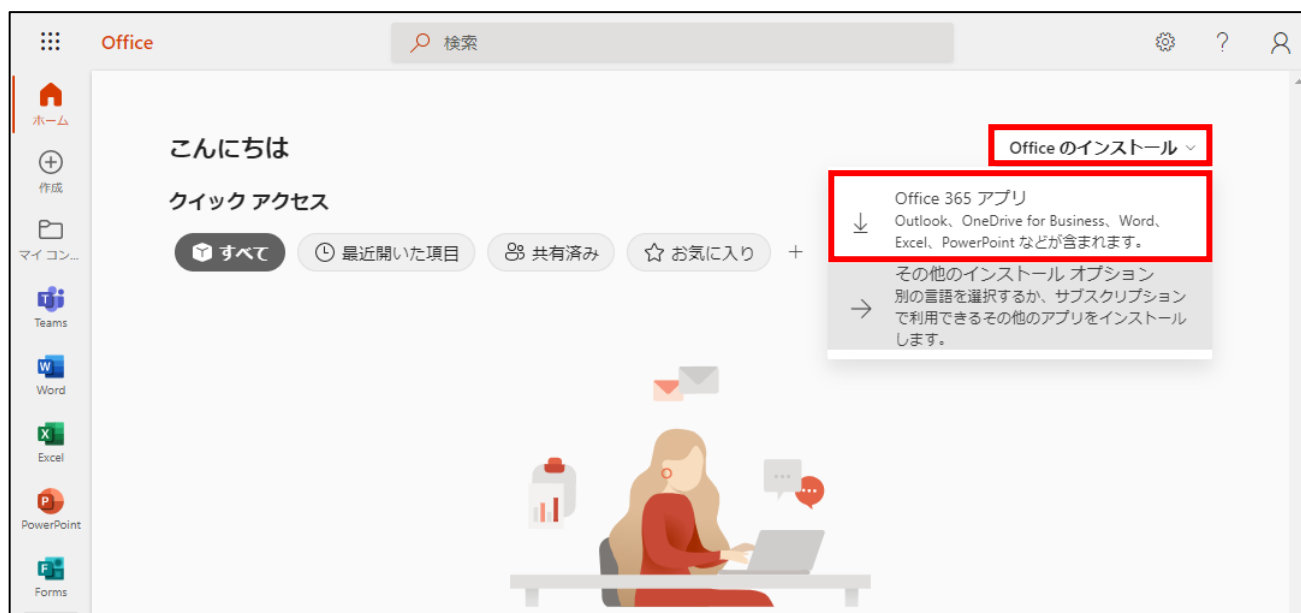 Office
検索
ホーム
作成
マイ コン...
Teams
Word
Excel
PowerPoint
Forms
こんにちは
Office のインストール
クイック アクセス
すべて
最近開いた項目
共有済み
お気に入り
Office 365 アプリ
Outlook、OneDrive for Business、Word、
Excel、PowerPoint などが含まれます。
その他のインストール オプション
別の言語を選択するか、サブスクリプション
で利用できるその他のアプリをインストール
します。